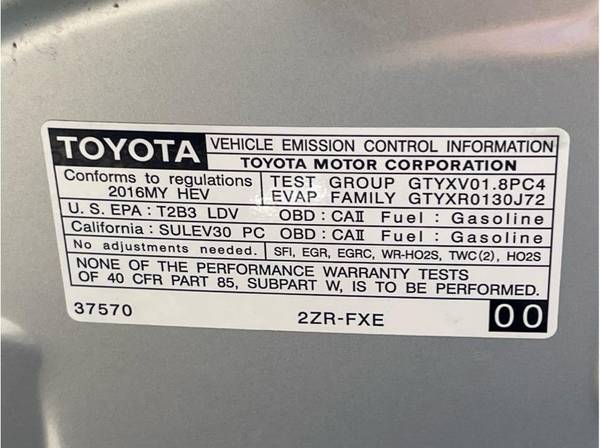 TOYOTA VEHICLE EMISSION CONTROL INFORMATION
TOYOTA MOTOR CORPORATION
Conforms to regulations
2016MY HEV
TEST GROUP GTYXV01.8PC4
EVAP FAMILY GTYXR0130J72
U. S. EPA : T2B3 LDV OBD : CAII Fuel : Gasoline
California : SULEV30 PC OBD : CAII Fuel : Gasoline
No adjustments needed. SFI, EGR, EGRC, WR-HO2S, TWC(2), HO2S
NONE OF THE PERFORMANCE WARRANTY TESTS
OF 40 CFR PART 85, SUBPART W, IS TO BE PERFORMED.
37570 2ZR-FXE 00